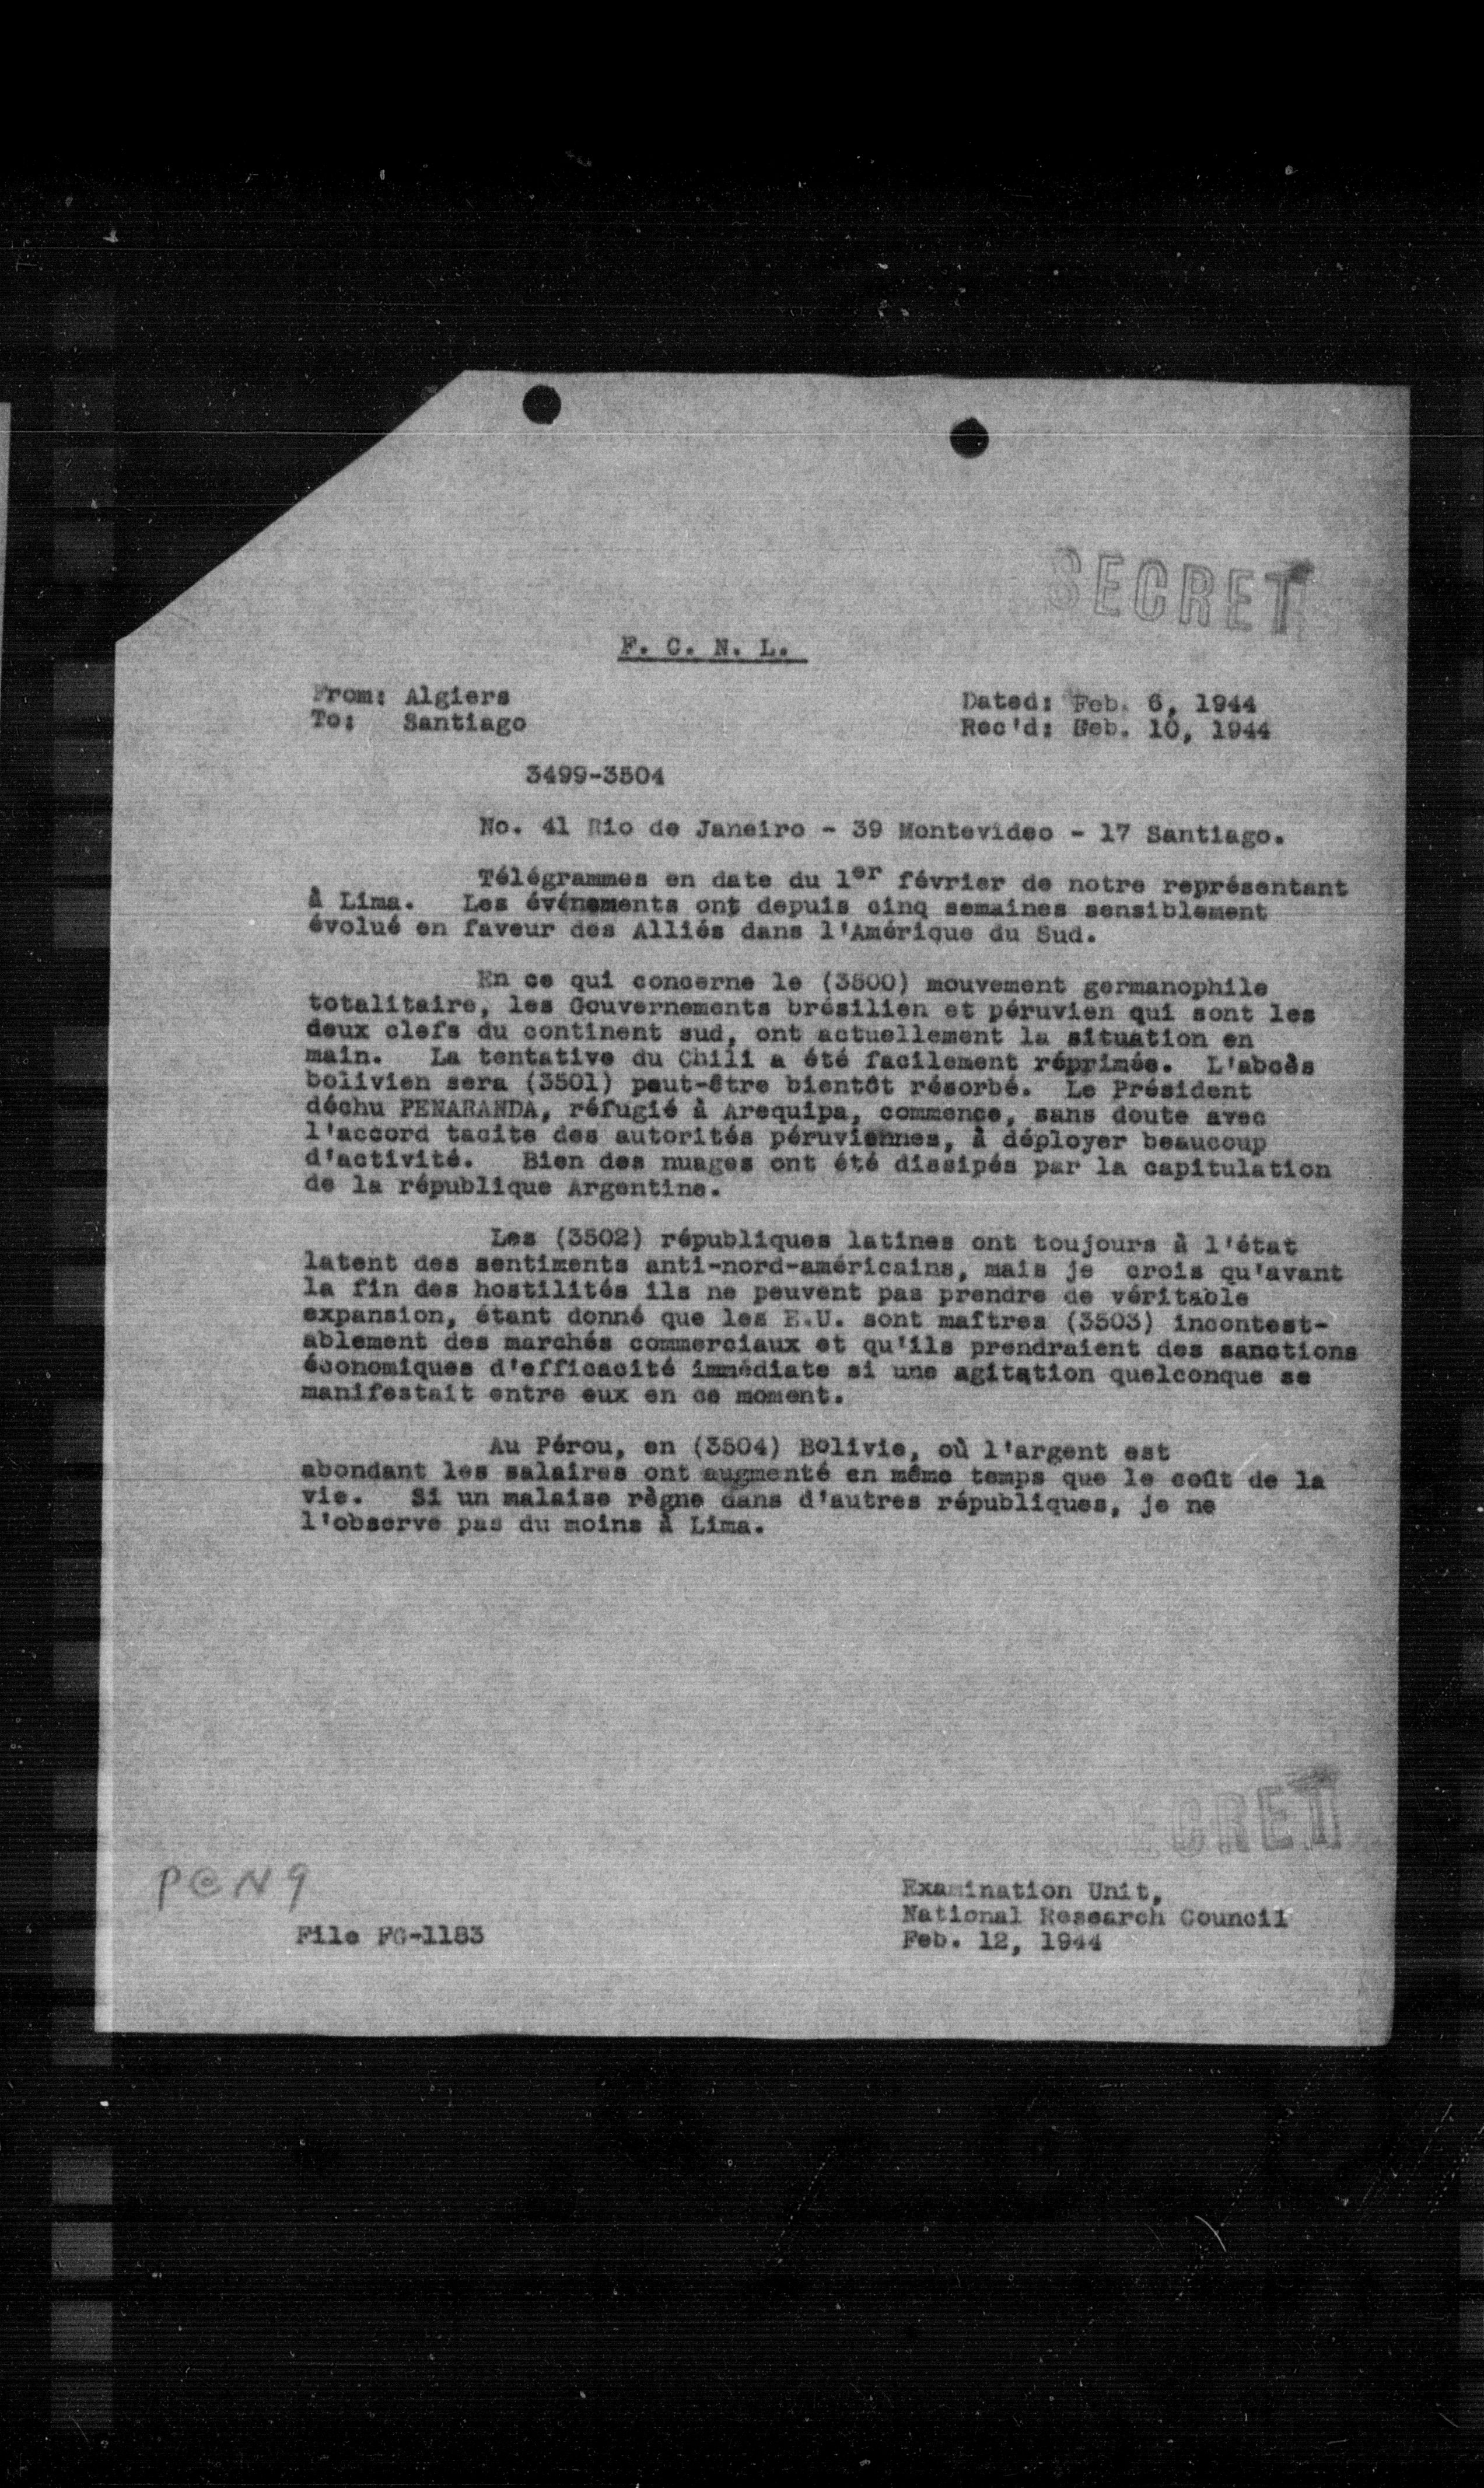 SECRET
F. C. N. L.
From: Algiers
To: Santiago
Dated: Feb. 6, 1944
Rec'd: Feb. 10, 1944
3499-3504
No. 41 Rio de Janeiro - 39 Montevideo - 17 Santiago.
Télégrammes en date du 1er février de notre représentant
à Lima. Les événements ont depuis cinq semaines sensiblement
évolué en faveur des Alliés dans l'Amérique du Sud.
En ce qui concerne le (3500) mouvement germanophile
totalitaire, les Gouvernements brésilien et péruvien qui sont les
deux clefs du continent sud, ont actuellement la situation en
main. La tentative du Chili a été facilement réprimée. L'abcès
bolivien sera (3501) peut-être bientôt résorbé. Le Président
déchu PENARANDA, réfugié à Arequipa, commence, sans doute avec
l'accord tacite des autorités péruviennes, à déployer beaucoup
d'activité. Bien des nuages ont été dissipés par la capitulation
de la république Argentine.
Les (3502) républiques latines ont toujours à l'état
latent des sentiments anti-nord-américains, mais je crois qu'avant
la fin des hostilités ils ne peuvent pas prendre de véritable
expansion, étant donné que les E.U. sont maîtres (3503) incontest-
ablement des marchés commerciaux et qu'ils prendraient des sanctions
économiques d'efficacité immédiate si une agitation quelconque se
manifestait entre eux en ce moment.
Au Pérou, en (3504) Bolivie, où l'argent est
abondant les salaires ont augmenté en même temps que le coût de la
vie. Si un malaise règne dans d'autres républiques, je ne
l'observe pas du moins à Lima.
SECRET
PCN9
Examination Unit,
National Research Council
Feb. 12, 1944
File FG-1183